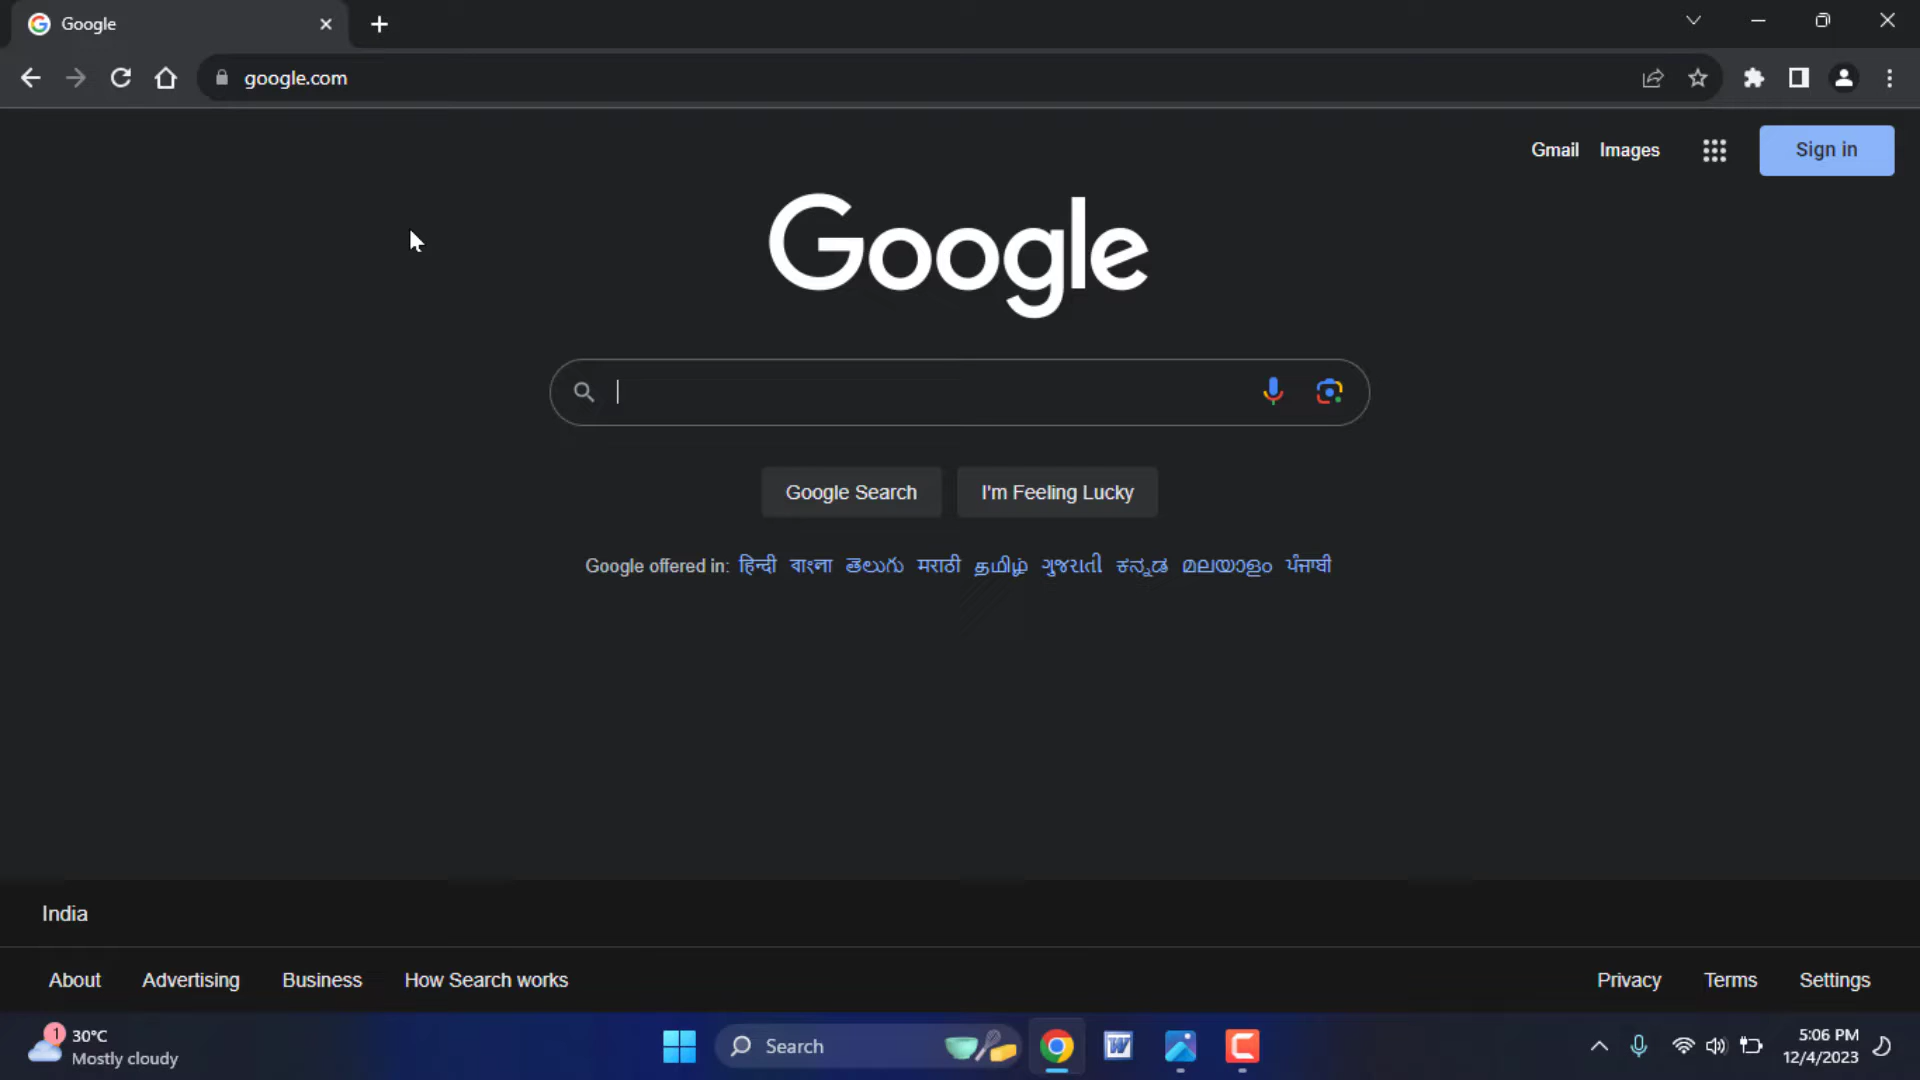 Google
google.com
Gmail Images Sign in
Google
Google Search I'm Feeling Lucky
Google offered in: हिन्दी বাংলা తెలుగు मराठी தமிழ் ગુજરાતી ಕನ್ನಡ മലയാളം ਪੰਜਾਬੀ
India
About Advertising Business How Search works Privacy Terms Settings
1 30°C
Mostly cloudy
Search
W
5:06 PM
12/4/2023